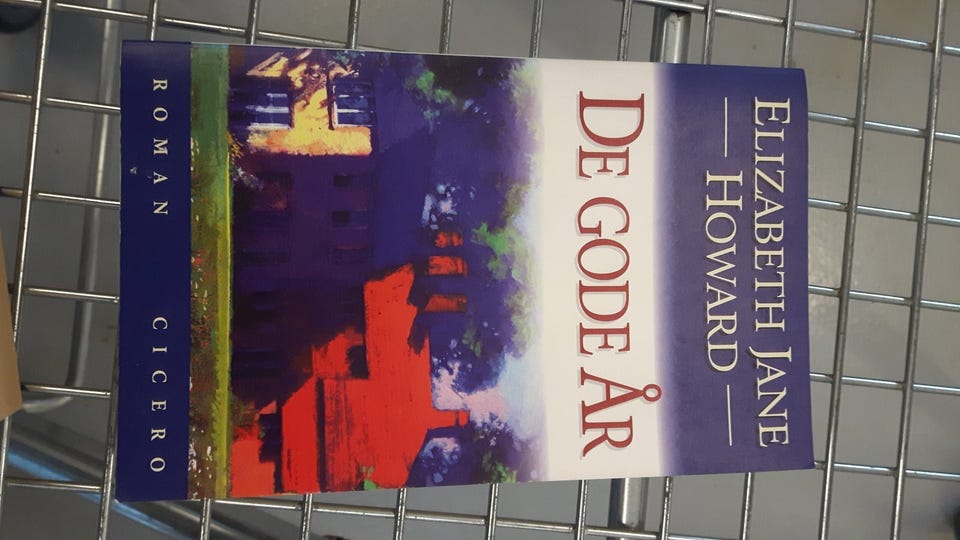 ELIZABETH JANE
HOWARD
DE GODE ÅR
ROMAN CICERO